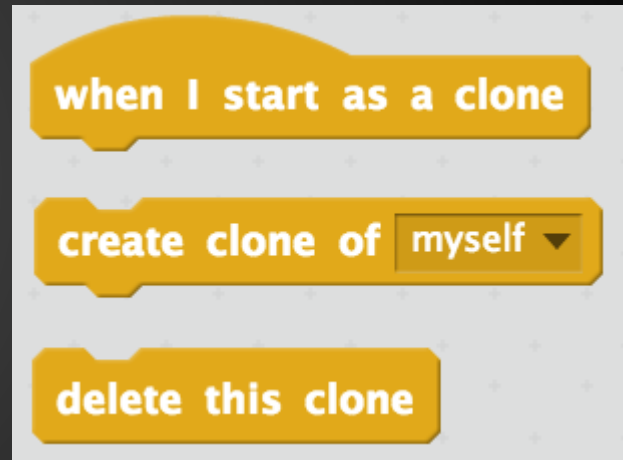 when I start as a clone
create clone of myself
delete this clone